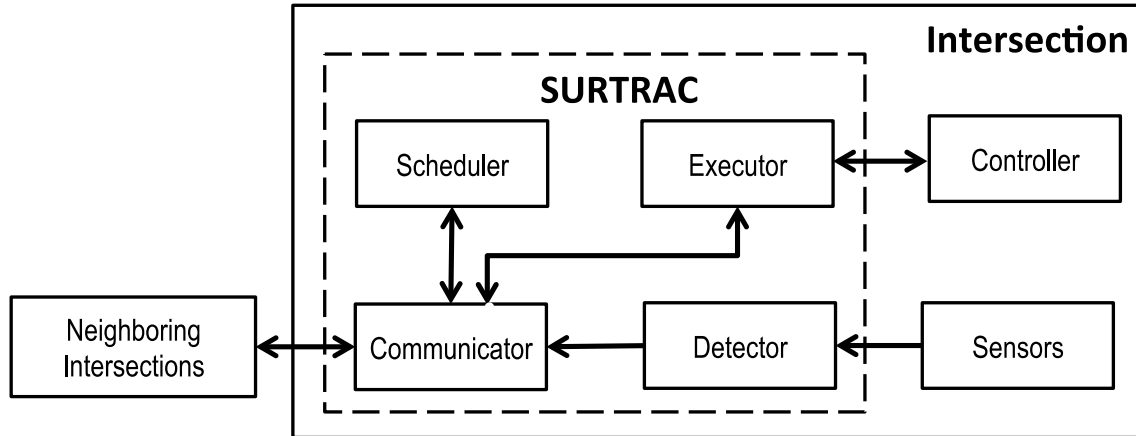 Intersection
SURTRAC
Scheduler
Executor
Controller
Neighboring
Intersections
Communicator
Detector
Sensors